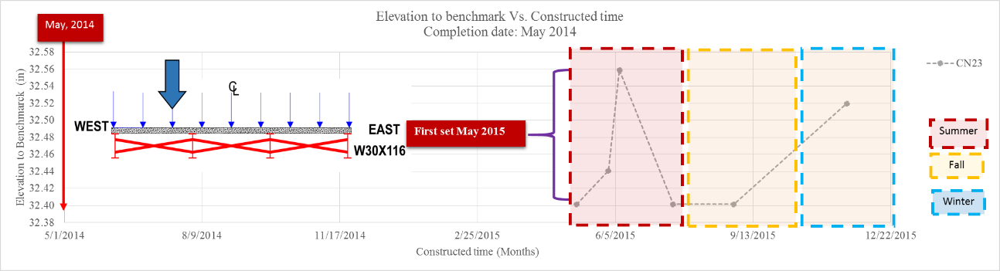 Elevation to benchmark Vs. Constructed time
Completion date: May 2014
May, 2014
Elevation to Benchmarck (in)
32.58
32.56
32.54
32.52
32.50
32.48
32.46
32.44
32.42
32.40
32.38
CL
WEST
EAST
W30X116
First set May 2015
CN23
Summer
Fall
Winter
5/1/2014
8/9/2014
11/17/2014
2/25/2015
6/5/2015
9/13/2015
12/22/2015
Constructed time (Months)